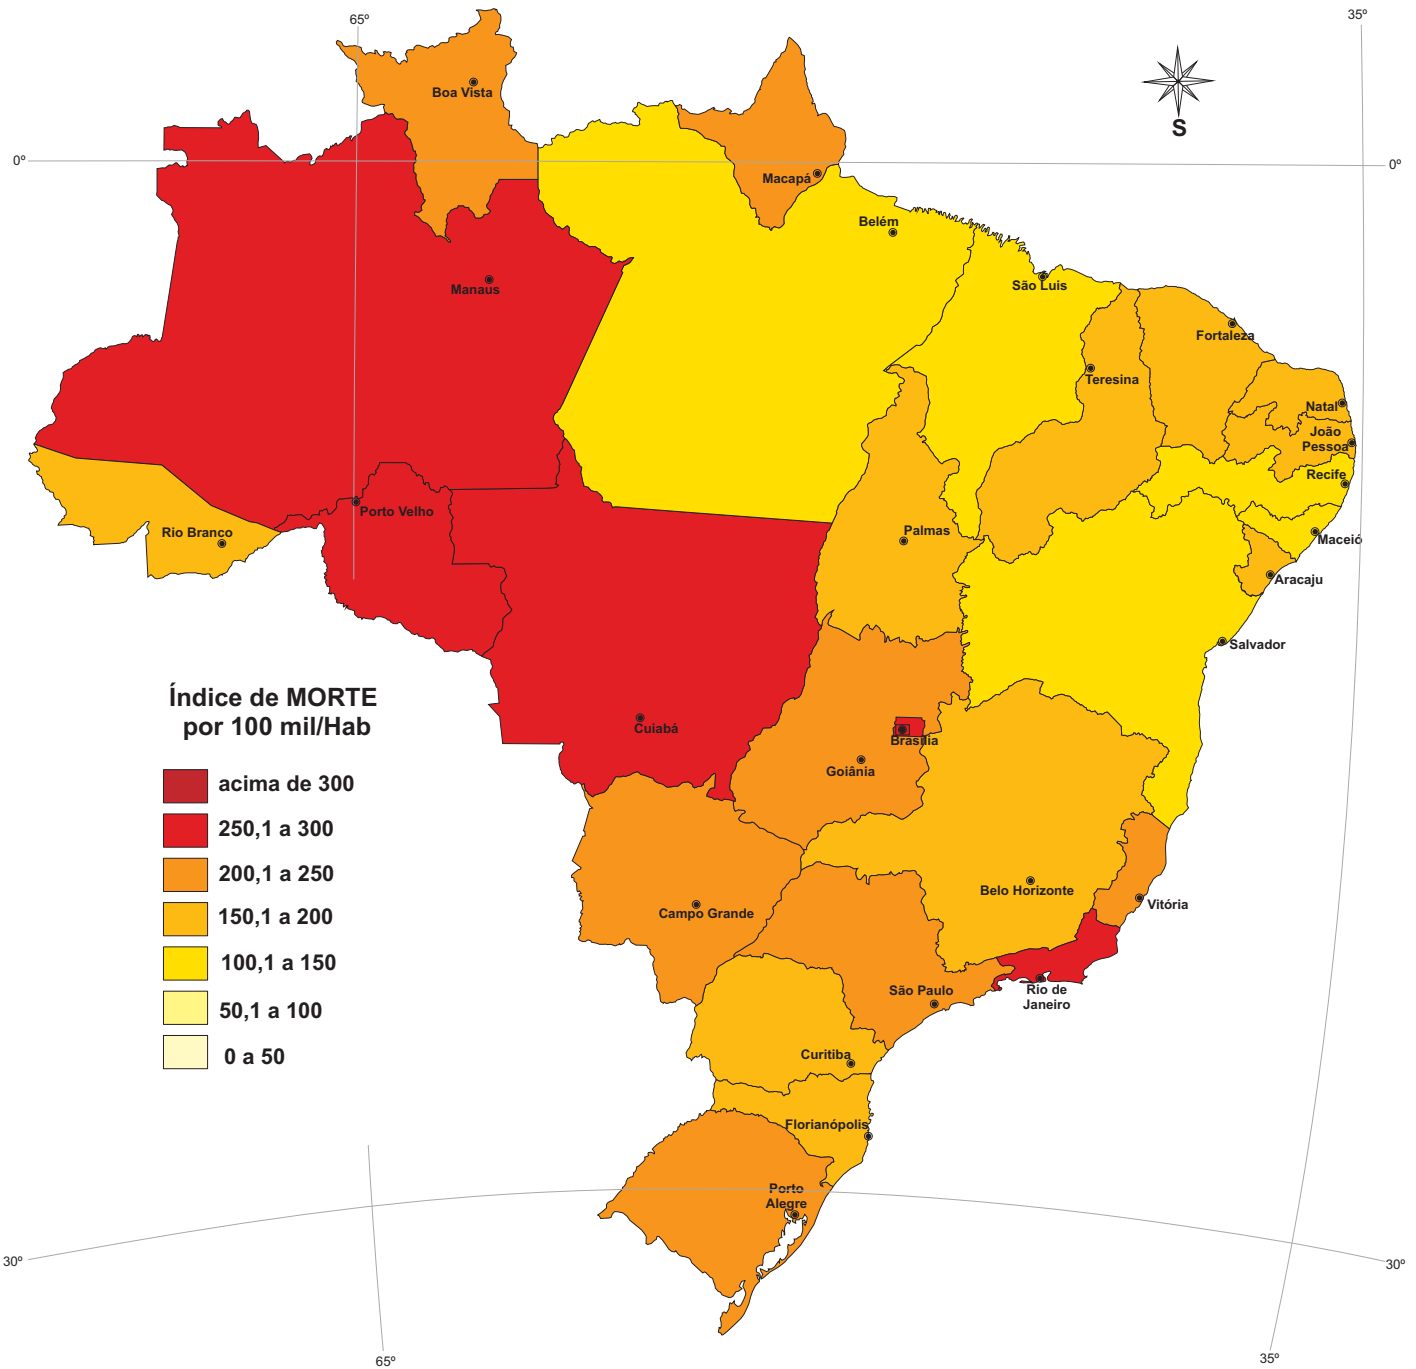 65º
35º
Boa Vista
S
0º
0º
Macapá
Belém
Manaus
São Luis
Fortaleza
Teresina
Natal
João
Pessoa
Recife
Porto Velho
Rio Branco
Palmas
Maceió
Aracaju
Salvador
Índice de MORTE
por 100 mil/Hab
Cuiabá
Brasília
Goiânia
acima de 300
250,1 a 300
200,1 a 250
150,1 a 200
100,1 a 150
50,1 a 100
0 a 50
Belo Horizonte
Vitória
Campo Grande
São Paulo
Rio de
Janeiro
Curitiba
Florianópolis
Porto
Alegre
30º
30º
65º
35º